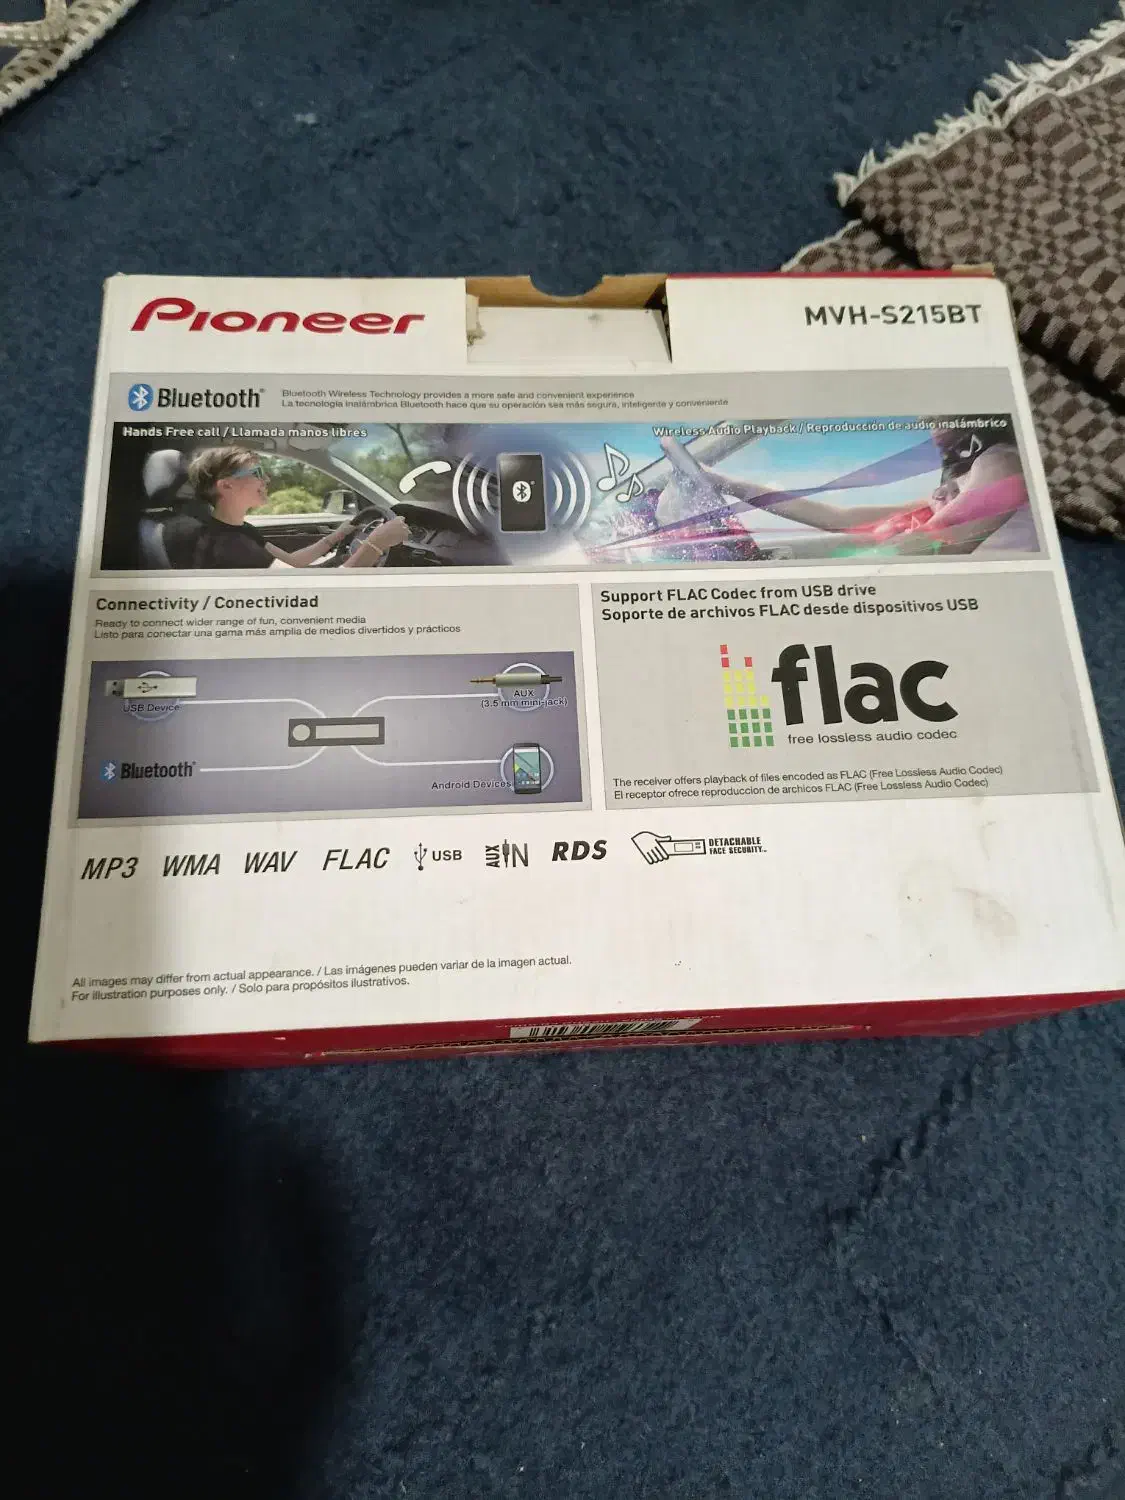 Pioneer
MVH-S215BT
Bluetooth®
Bluetooth Wireless Technology provides a more safe and convenient experience
La tecnología inalámbrica Bluetooth hace que su operación sea más segura, inteligente y conveniente
Hands Free call / Llamada manos libres
Wireless Audio Playback / Reproducción de audio inalámbrico
Connectivity / Conectividad
Ready to connect wider range of fun, convenient media
Listo para conectar una gama más amplia de medios divertidos y prácticos
USB Device
AUX
(3.5 mm mini-jack)
Bluetooth®
Android Devices
Support FLAC Codec from USB drive
Soporte de archivos FLAC desde dispositivos USB
flac
free lossless audio codec
The receiver offers playback of files encoded as FLAC (Free Lossless Audio Codec)
El receptor ofrece reproduccion de archicos FLAC (Free Lossless Audio Codec)
MP3 WMA WAV FLAC USB AUX IN RDS DETACHABLE
FACE SECURITY™
All images may differ from actual appearance. / Las imágenes pueden variar de la imagen actual.
For illustration purposes only. / Solo para propósitos ilustrativos.